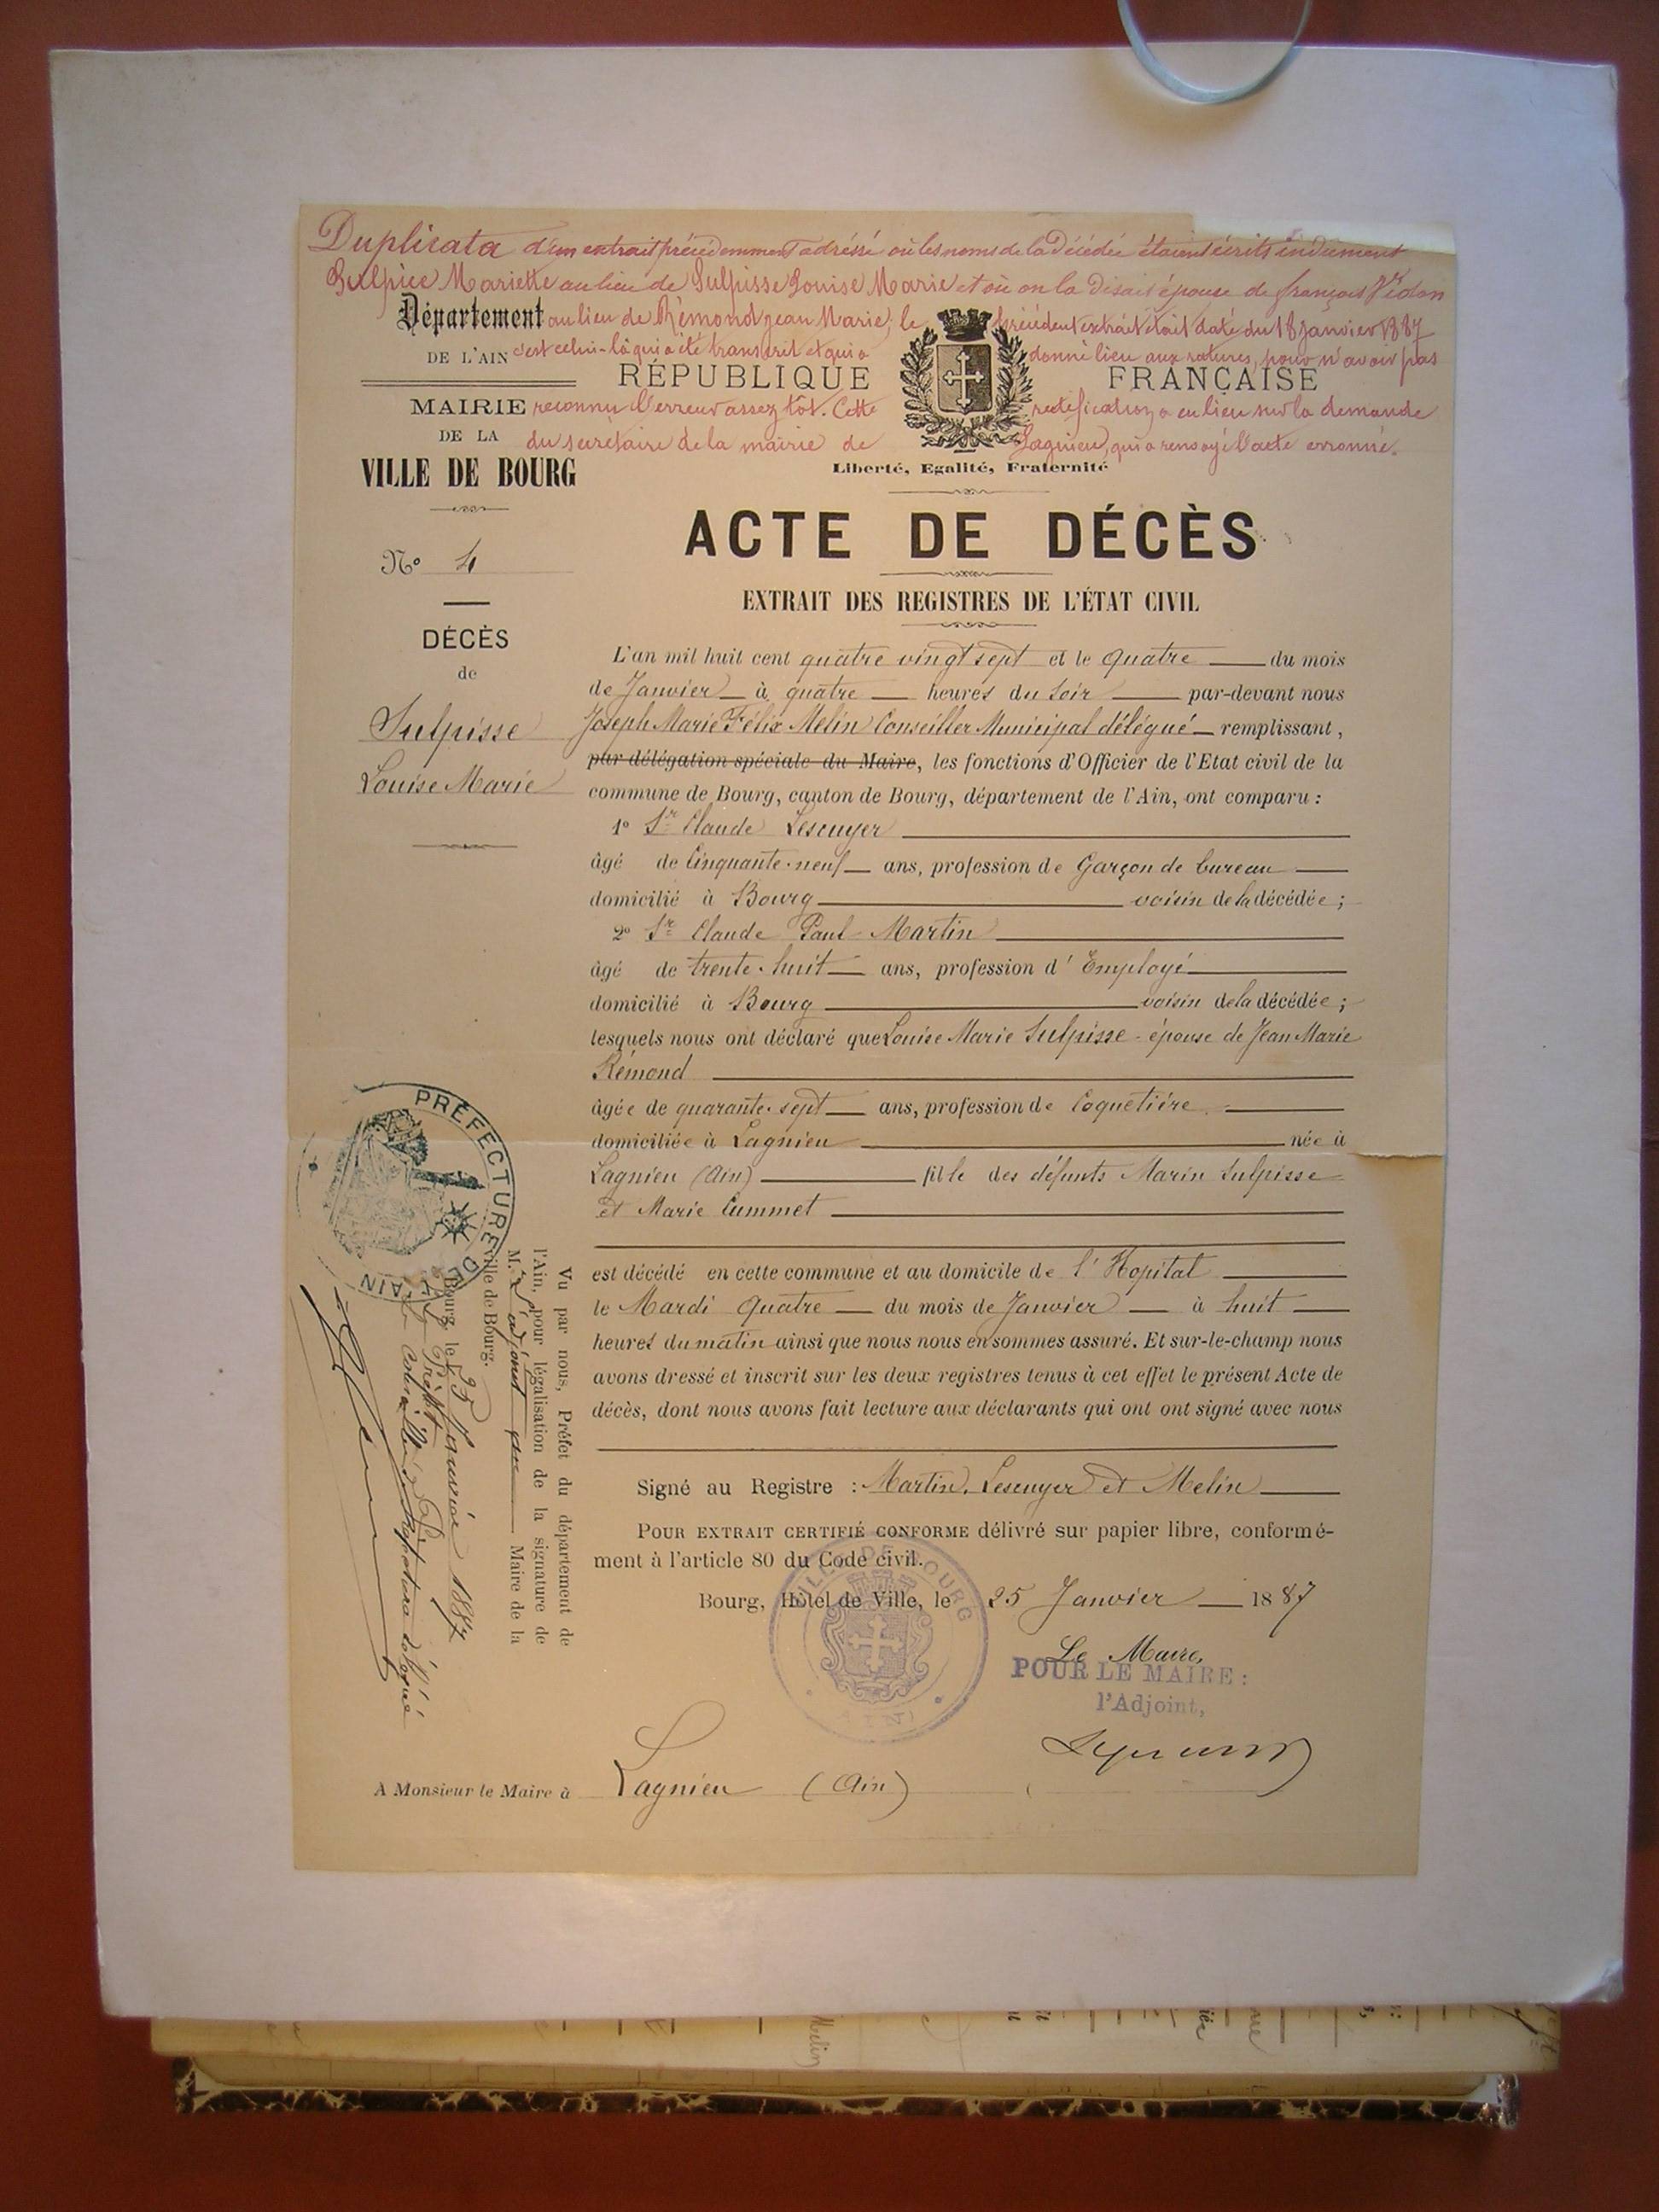 Duplicata d'un extrait précédemment adréssé où les noms de la Décédée étaient écrits indûment
Sulpice Mariette au lieu de Sulpisse Louise Marie et où on la disait épouse de françois Vidon
Département au lieu de Rémond Jean Marie; le précédent extrait était daté du 18 Janvier 1887
DE L'AIN c'est celui-là qui a été transcrit et qui a donné lieu aux ratures, pour n'avoir pas
RÉPUBLIQUE FRANÇAISE
MAIRIE reconnu l'erreur assez tôt. Cette rectification a eu lieu sur la demande
DE LA du secrétaire de la mairie de Lagnieu, qui a renvoyé l'acte erronné.
VILLE DE BOURG
Liberté, Egalité, Fraternité
ACTE DE DÉCÈS
No 4
EXTRAIT DES REGISTRES DE L'ÉTAT CIVIL
DÉCÈS
de
Sulpisse
Louise Marie
L'an mil huit cent quatre vingt sept et le quatre du mois
de Janvier à quatre heures du soir par-devant nous
Joseph Marie Félix Melin Conseiller Municipal délégué remplissant,
par délégation spéciale du Maire, les fonctions d'Officier de l'Etat civil de la
commune de Bourg, canton de Bourg, département de l'Ain, ont comparu :
1o Sr Claude Lescuyer
âgé de Cinquante-neuf ans, profession de Garçon de bureau
domicilié à Bourg voisin de la décédée ;
2o Sr Claude Paul Martin
âgé de trente-huit ans, profession d'Employé
domicilié à Bourg voisin de la décédée ;
lesquels nous ont déclaré que Louise Marie Sulpisse - épouse de Jean Marie
Rémond
âgée de quarante-sept ans, profession de Coquetière
domiciliée à Lagnieu née à
Lagnieu (Ain) fille des défunts Marin Sulpisse
et Marie Cummet
est décédé en cette commune et au domicile de l'Hopital
le Mardi quatre du mois de Janvier à huit
heures du matin ainsi que nous nous en sommes assuré. Et sur-le-champ nous
avons dressé et inscrit sur les deux registres tenus à cet effet le présent Acte de
décès, dont nous avons fait lecture aux déclarants qui ont ont signé avec nous
Signé au Registre : Martin, Lescuyer et Melin
POUR EXTRAIT CERTIFIÉ CONFORME délivré sur papier libre, conformé-
ment à l'article 80 du Code civil.
Bourg, Hôtel de Ville, le 25 Janvier 1887
Le Maire,
POUR LE MAIRE :
l'Adjoint,
A Monsieur le Maire à Lagnieu (Ain)
VILLE DE BOURG
AIN
PRÉFECTURE DE L'AIN
Vu par nous, Préfet du département de
l'Ain, pour légalisation de la signature de
M. l'adjoint au Maire de la
Ville de Bourg.
Bourg, le 25 Janvier 1887
Le Préfet
Le Conseiller de Préfecture délégué
Melin